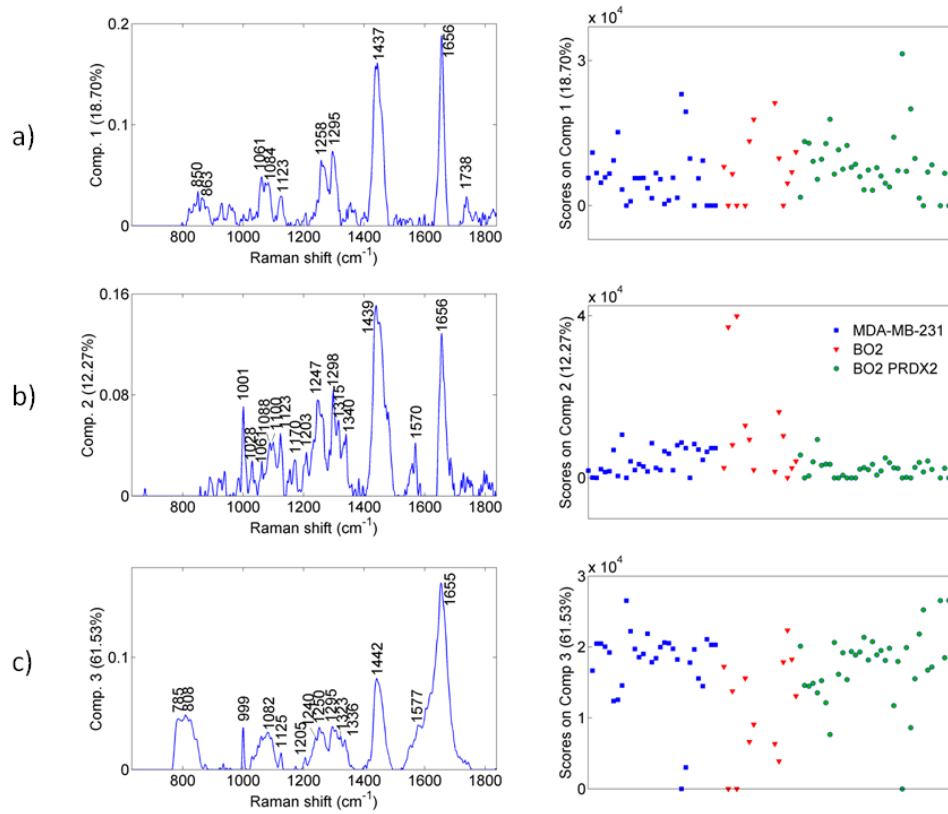 a)
Comp. 1 (18.70%)
0.2
0.1
0
850
863
1061
1084
1123
1258
1295
1437
1656
1738
800 1000 1200 1400 1600 1800
Raman shift (cm⁻¹)
x 10⁴
Scores on Comp 1 (18.70%)
3
0
b)
Comp. 2 (12.27%)
0.16
0.08
0
1001
1028
1061
1088
1100
1123
1170
1203
1247
1298
1315
1340
1439
1570
1656
800 1000 1200 1400 1600 1800
Raman shift (cm⁻¹)
x 10⁴
Scores on Comp 2 (12.27%)
4
0
MDA-MB-231
BO2
BO2 PRDX2
c)
Comp. 3 (61.53%)
0.1
0
785
808
999
1082
1125
1205
1240
1250
1295
1323
1336
1442
1577
1655
800 1000 1200 1400 1600 1800
Raman shift (cm⁻¹)
x 10⁴
Scores on Comp 3 (61.53%)
3
2
1
0